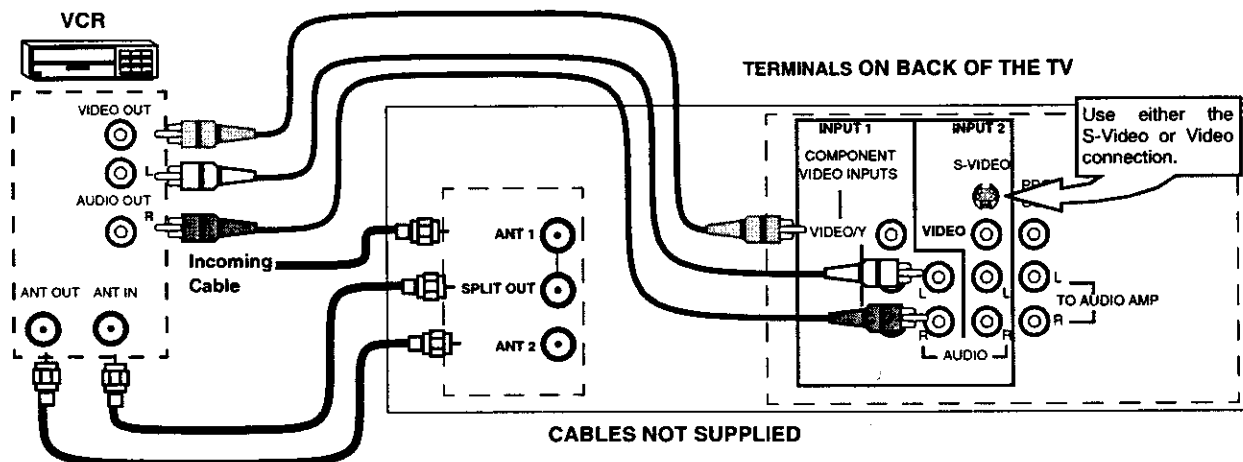 VCR
TERMINALS ON BACK OF THE TV
VIDEO OUT
L
AUDIO OUT
R
ANT OUT
ANT IN
Incoming
Cable
ANT 1
SPLIT OUT
ANT 2
INPUT 1
INPUT 2
COMPONENT
VIDEO INPUTS
S-VIDEO
Use either the
S-Video or Video
connection.
VIDEO/Y
VIDEO
L
L
L
TO AUDIO AMP
R
R
R
AUDIO
CABLES NOT SUPPLIED